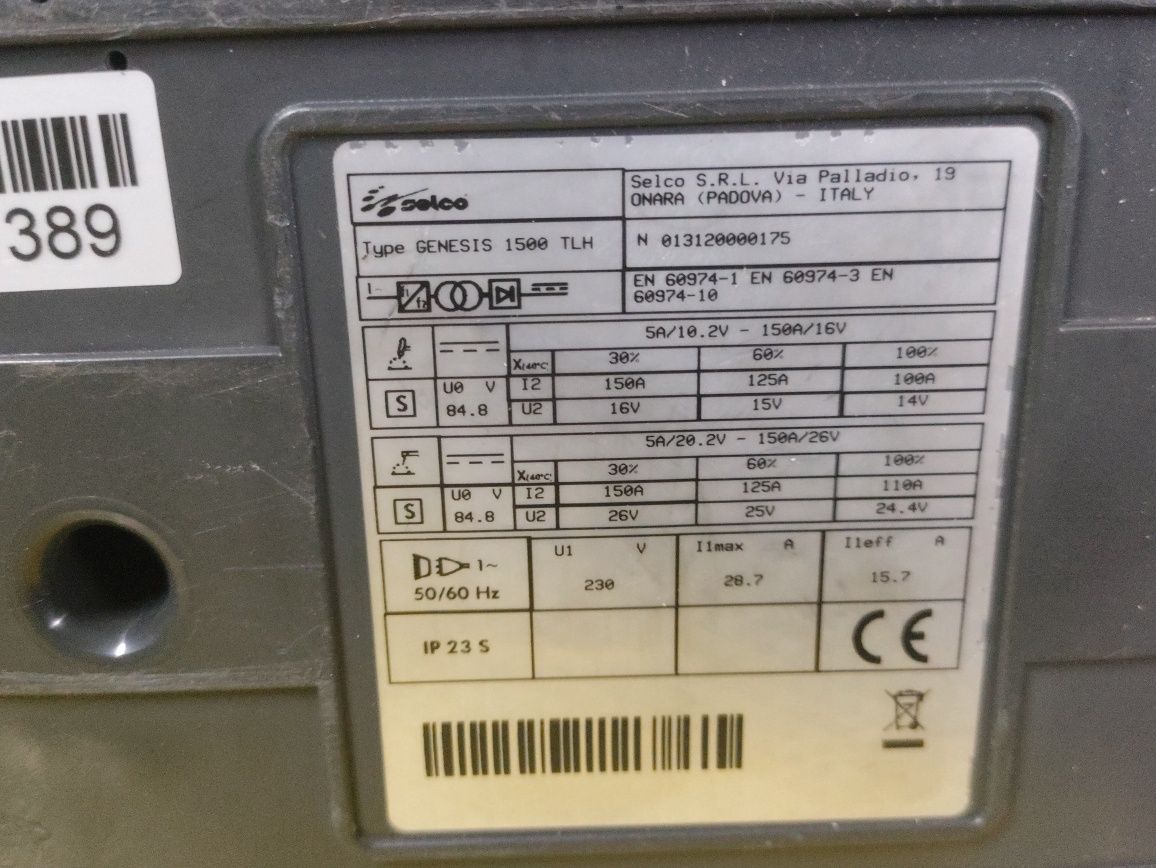 389
selco
Selco S.R.L. Via Palladio, 19
ONARA (PADOVA) - ITALY
Type GENESIS 1500 TLH
N 013120000175
1~ f1/f2
EN 60974-1 EN 60974-3 EN
60974-10
5A/10.2V - 150A/16V
X(40°C) 30% 60% 100%
U0 V I2 150A 125A 100A
S 84.8 U2 16V 15V 14V
5A/20.2V - 150A/26V
X(40°C) 30% 60% 100%
U0 V I2 150A 125A 110A
S 84.8 U2 26V 25V 24.4V
1~ U1 V I1max A I1eff A
50/60 Hz 230 28.7 15.7
IP 23 S CE